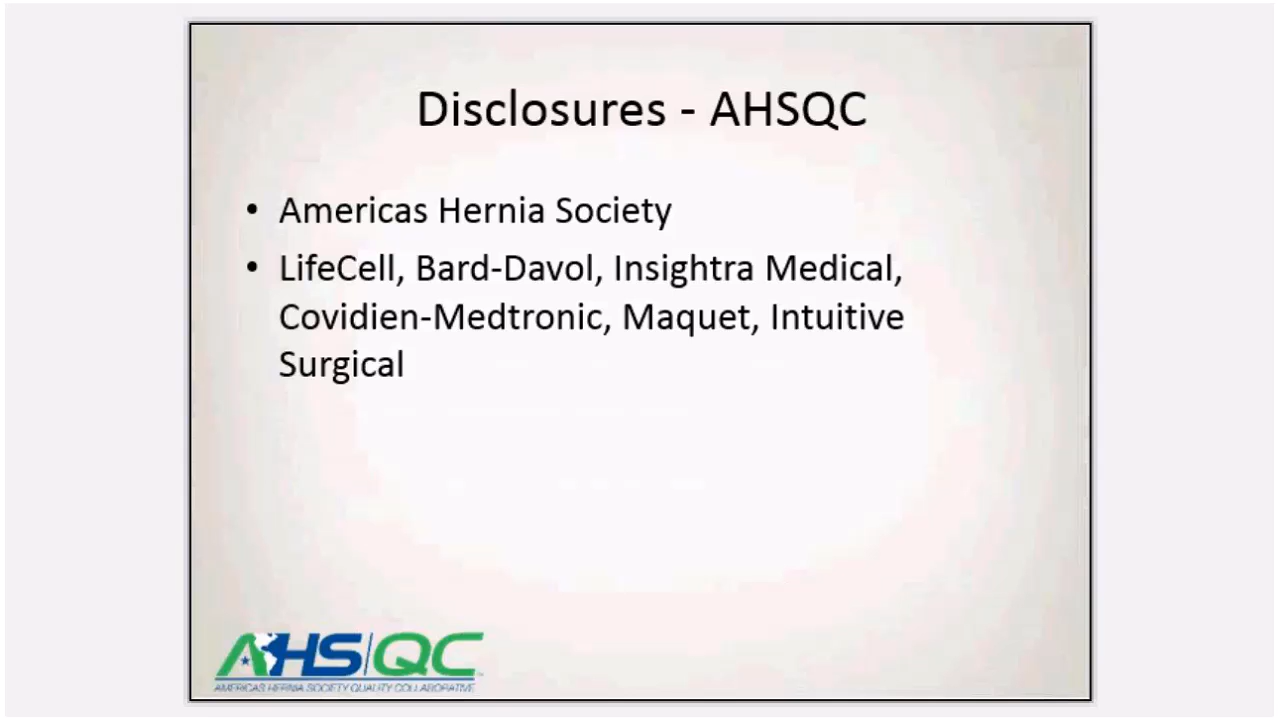 Disclosures - AHSQC
• Americas Hernia Society
• LifeCell, Bard-Davol, Insightra Medical,
Covidien-Medtronic, Maquet, Intuitive
Surgical
AHS|QC
AMERICAS HERNIA SOCIETY QUALITY COLLABORATIVE